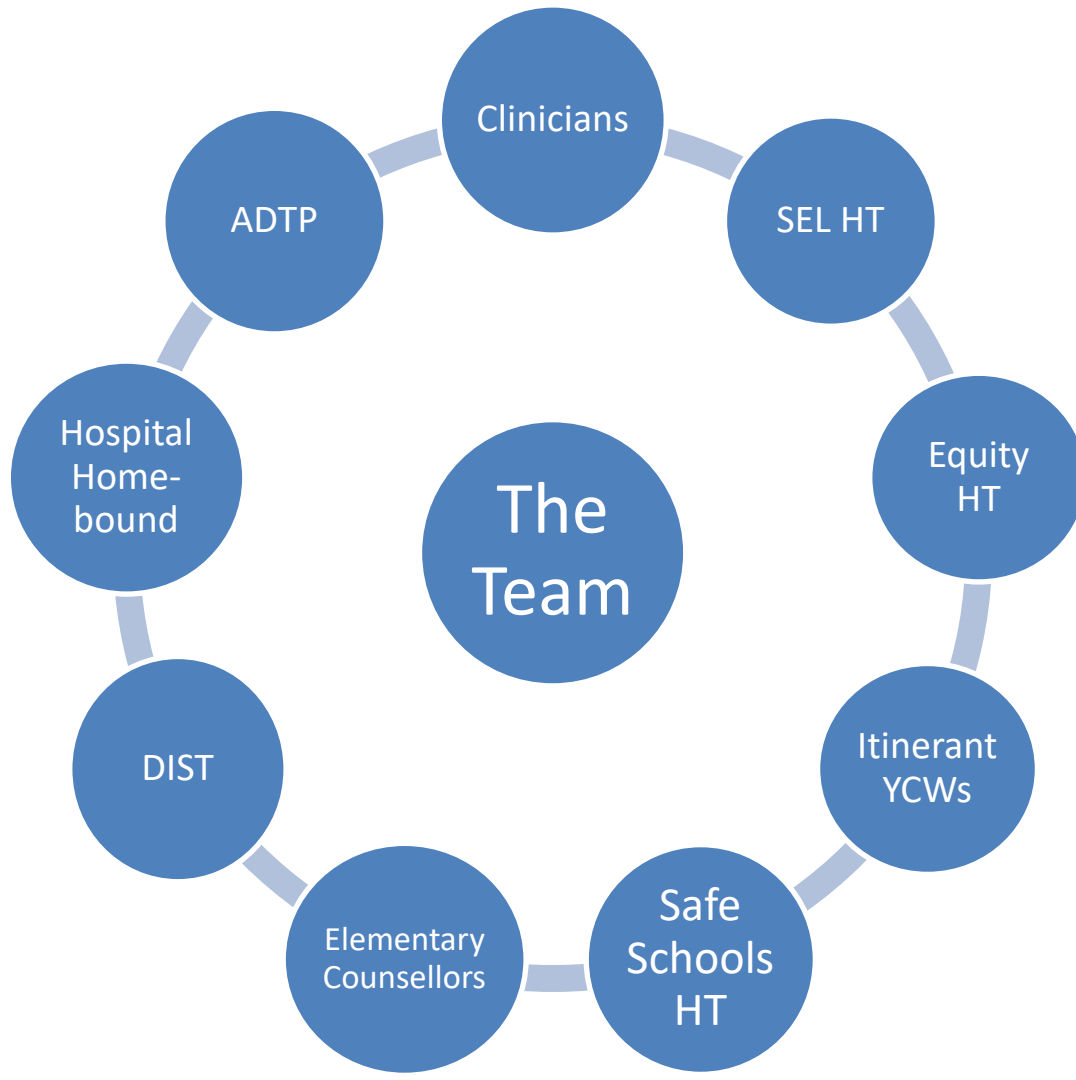 Clinicians
SEL HT
Equity
HT
Itinerant
YCWs
Safe
Schools
HT
Elementary
Counsellors
DIST
Hospital
Home-
bound
ADTP
The
Team